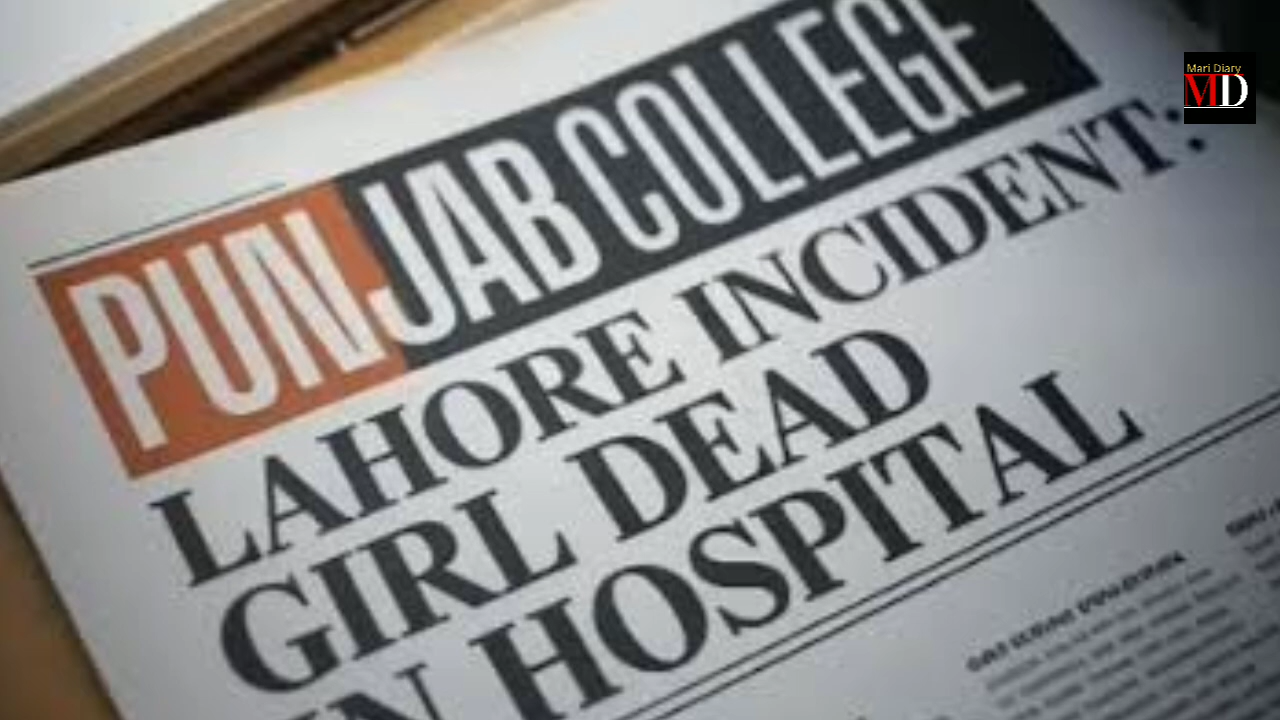 Mari Diary
MD
PUNJAB COLLEGE
LAHORE INCIDENT:
GIRL DEAD
IN HOSPITAL